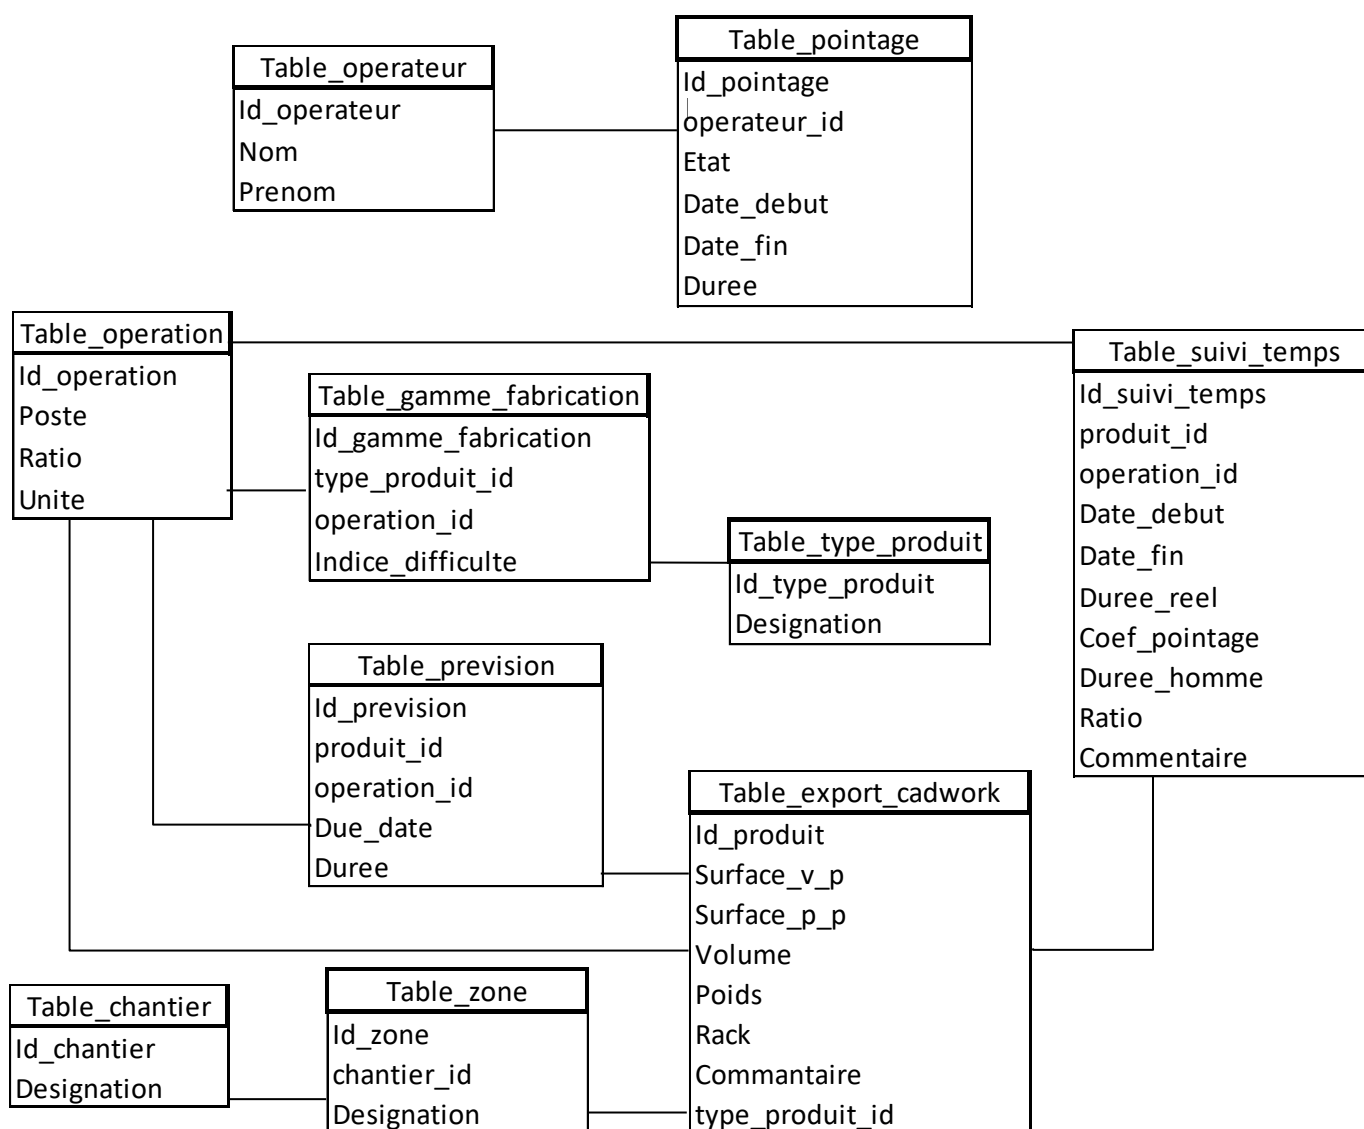 Table_operateur
Id_operateur
Nom
Prenom
Table_pointage
Id_pointage
operateur_id
Etat
Date_debut
Date_fin
Duree
Table_operation
Id_operation
Poste
Ratio
Unite
Table_gamme_fabrication
Id_gamme_fabrication
type_produit_id
operation_id
Indice_difficulte
Table_type_produit
Id_type_produit
Designation
Table_suivi_temps
Id_suivi_temps
produit_id
operation_id
Date_debut
Date_fin
Duree_reel
Coef_pointage
Duree_homme
Ratio
Commentaire
Table_prevision
Id_prevision
produit_id
operation_id
Due_date
Duree
Table_export_cadwork
Id_produit
Surface_v_p
Surface_p_p
Volume
Poids
Rack
Commantaire
type_produit_id
Table_chantier
Id_chantier
Designation
Table_zone
Id_zone
chantier_id
Designation